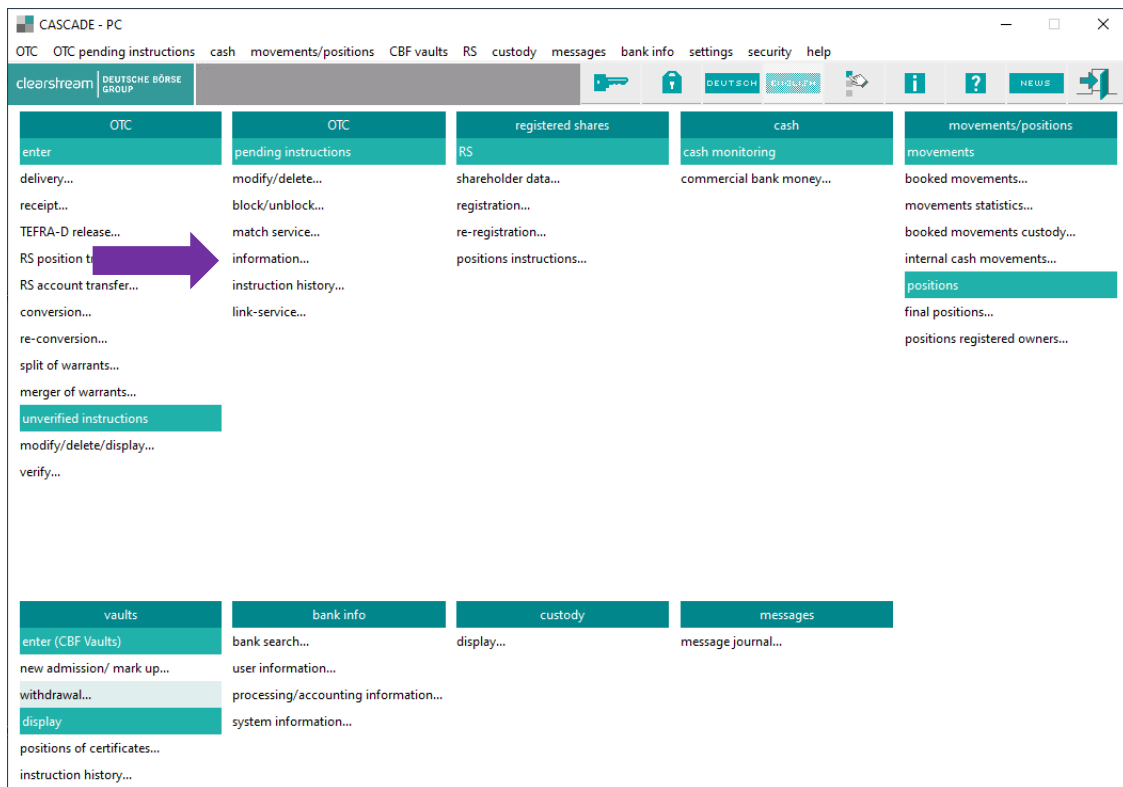 CASCADE - PC
OTC OTC pending instructions cash movements/positions CBF vaults RS custody messages bank info settings security help
clearstream DEUTSCHE BÖRSE GROUP
DEUTSCH ENGLISH NEWS
OTC
enter
delivery...
receipt...
TEFRA-D release...
RS position
RS account transfer...
conversion...
re-conversion...
split of warrants...
merger of warrants...
unverified instructions
modify/delete/display...
verify...
OTC
pending instructions
modify/delete...
block/unblock...
match service...
information...
instruction history...
link-service...
registered shares
RS
shareholder data...
registration...
re-registration...
positions instructions...
cash
cash monitoring
commercial bank money...
movements/positions
movements
booked movements...
movements statistics...
booked movements custody...
internal cash movements...
positions
final positions...
positions registered owners...
vaults
enter (CBF Vaults)
new admission/ mark up...
withdrawal...
display
positions of certificates...
instruction history...
bank info
bank search...
user information...
processing/accounting information...
system information...
custody
display...
messages
message journal...